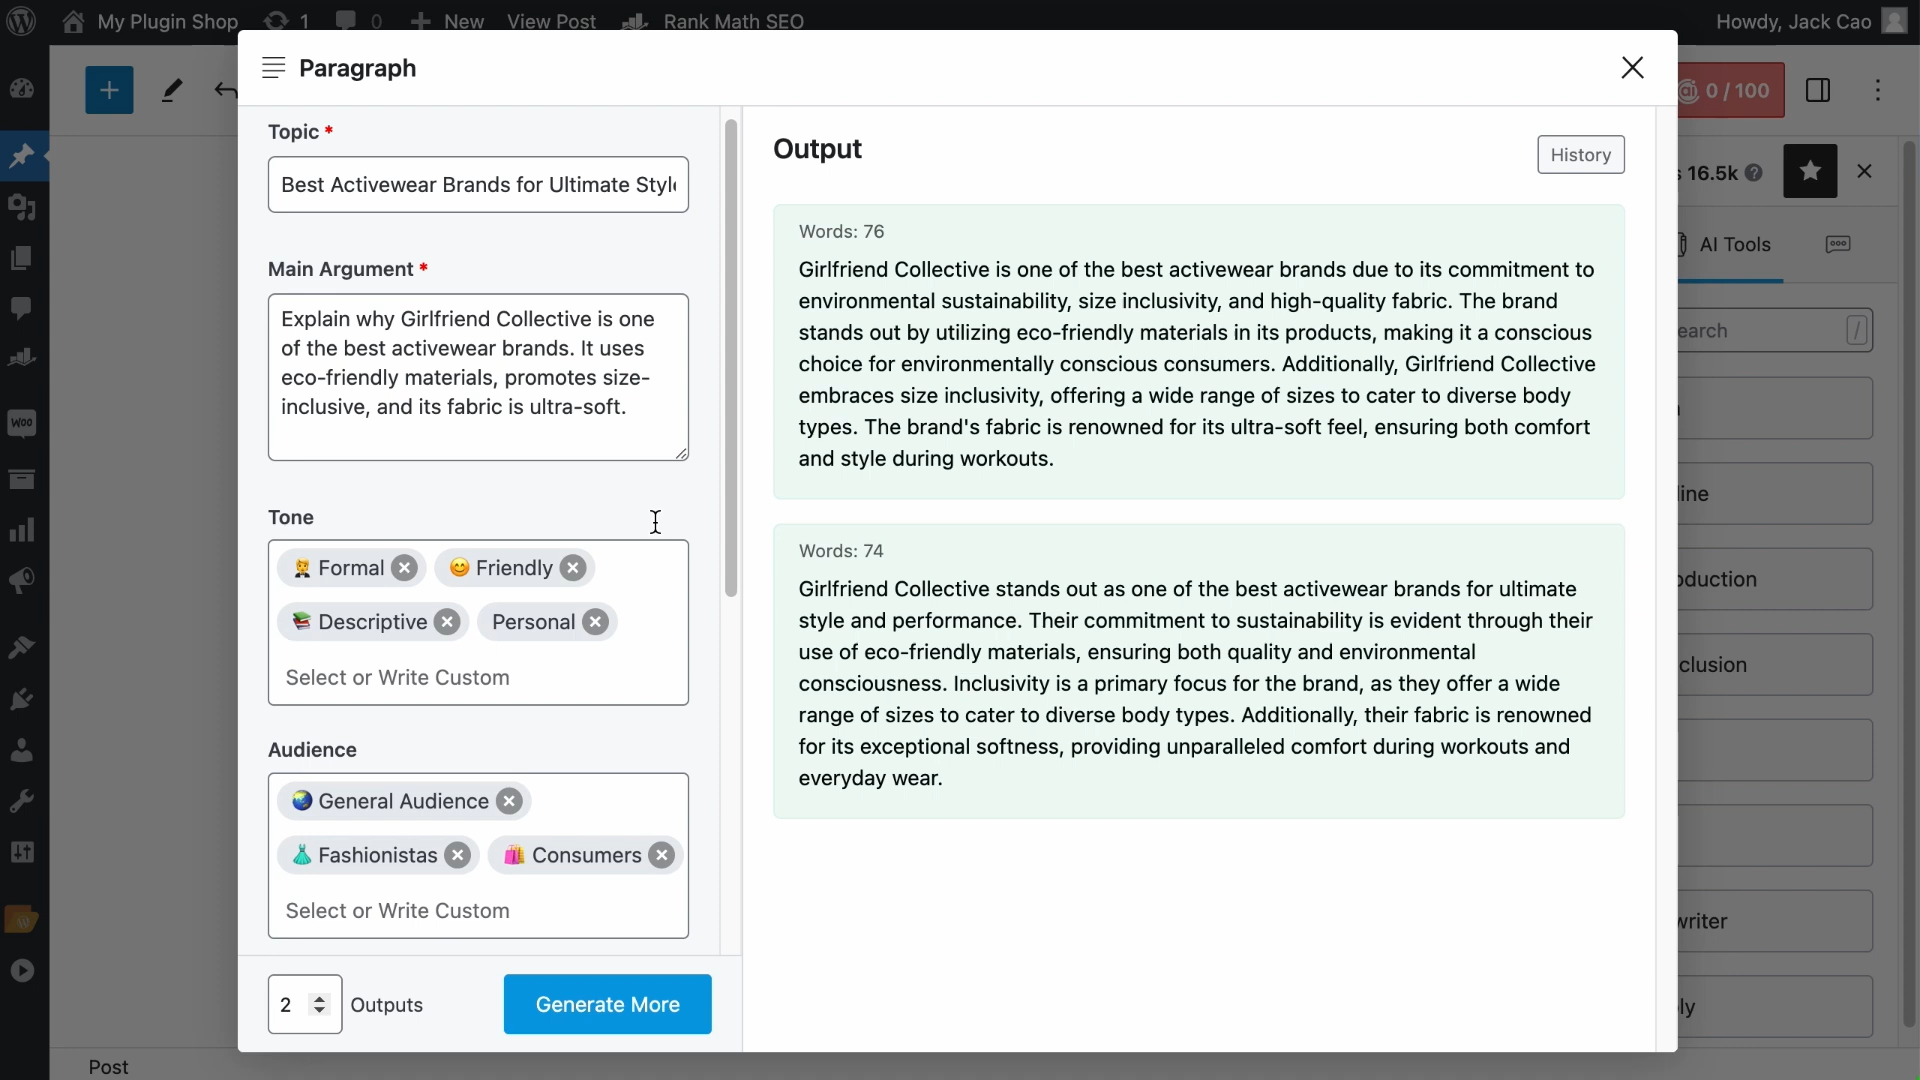 My Plugin Shop 1 0 New View Post Rank Math SEO Howdy, Jack Cao
Paragraph
0 / 100
Topic *
Best Activewear Brands for Ultimate
Main Argument *
Explain why Girlfriend Collective is one
of the best activewear brands. It uses
eco-friendly materials, promotes size-
inclusive, and its fabric is ultra-soft.
Tone
Formal Friendly
Descriptive Personal
Select or Write Custom
Audience
General Audience
Fashionistas Consumers
Select or Write Custom
2 Outputs Generate More
Output
History
Words: 76
Girlfriend Collective is one of the best activewear brands due to its commitment to
environmental sustainability, size inclusivity, and high-quality fabric. The brand
stands out by utilizing eco-friendly materials in its products, making it a conscious
choice for environmentally conscious consumers. Additionally, Girlfriend Collective
embraces size inclusivity, offering a wide range of sizes to cater to diverse body
types. The brand's fabric is renowned for its ultra-soft feel, ensuring both comfort
and style during workouts.
Words: 74
Girlfriend Collective stands out as one of the best activewear brands for ultimate
style and performance. Their commitment to sustainability is evident through their
use of eco-friendly materials, ensuring both quality and environmental
consciousness. Inclusivity is a primary focus for the brand, as they offer a wide
range of sizes to cater to diverse body types. Additionally, their fabric is renowned
for its exceptional softness, providing unparalleled comfort during workouts and
everyday wear.
16.5k
AI Tools
earch /
line
oduction
clusion
writer
ly
Woo
Post